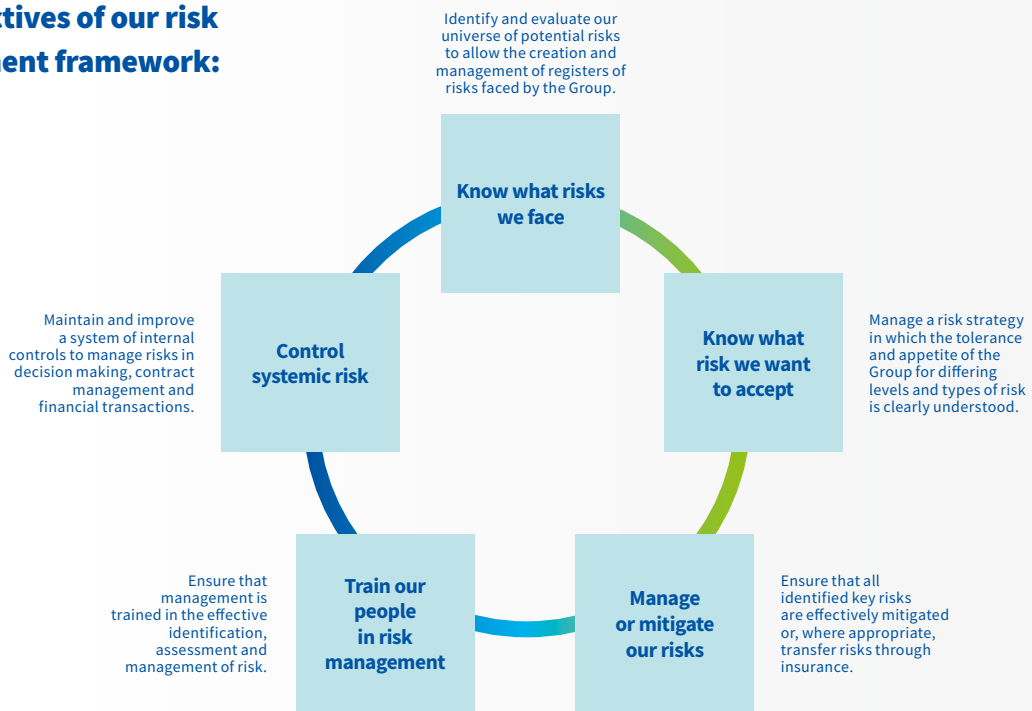 ctives of our risk
ent framework:
Identify and evaluate our
universe of potential risks
to allow the creation and
management of registers of
risks faced by the Group.
Know what risks
we face
Know what
risk we want
to accept
Manage a risk strategy
in which the tolerance
and appetite of the
Group for differing
levels and types of risk
is clearly understood.
Manage
or mitigate
our risks
Ensure that all
identified key risks
are effectively mitigated
or, where appropriate,
transfer risks through
insurance.
Train our
people
in risk
management
Ensure that
management is
trained in the effective
identification,
assessment and
management of risk.
Control
systemic risk
Maintain and improve
a system of internal
controls to manage risks in
decision making, contract
management and
financial transactions.